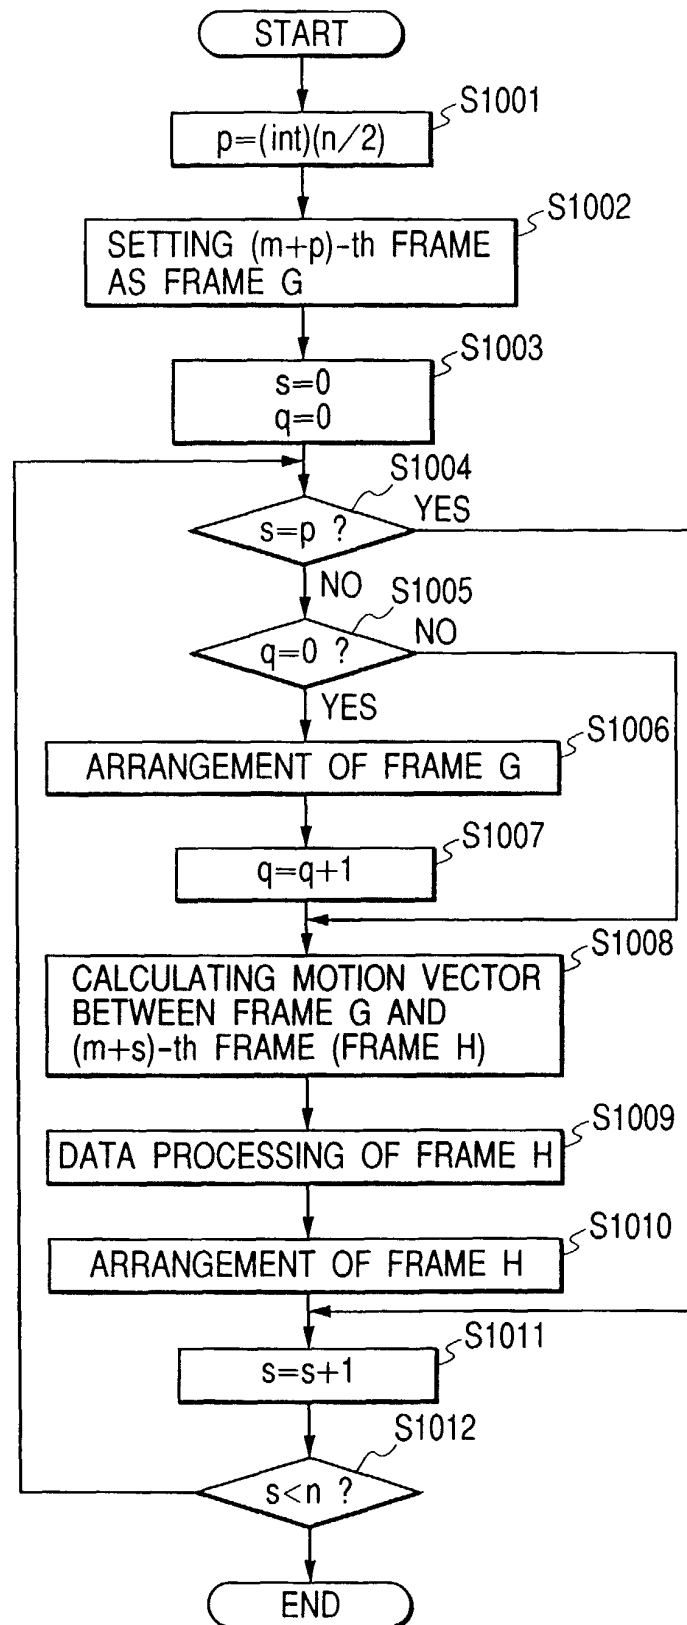 START
S1001
p=(int)(n/2)
S1002
SETTING (m+p)-th FRAME
AS FRAME G
S1003
s=0
q=0
S1004
s=p ?
YES
NO
S1005
q=0 ?
NO
YES
S1006
ARRANGEMENT OF FRAME G
S1007
q=q+1
S1008
CALCULATING MOTION VECTOR
BETWEEN FRAME G AND
(m+s)-th FRAME (FRAME H)
S1009
DATA PROCESSING OF FRAME H
S1010
ARRANGEMENT OF FRAME H
S1011
s=s+1
S1012
s<n ?
END